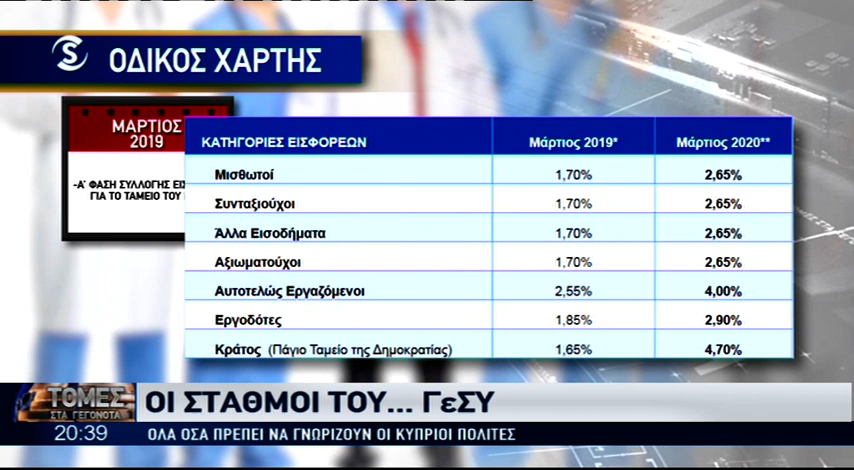 S
ΟΔΙΚΟΣ ΧΑΡΤΗΣ
ΜΑΡΤΙΟΣ
2019
-Α' ΦΑΣΗ ΣΥΛΛΟΓΗΣ
ΓΙΑ ΤΟ ΤΑΜΕΙΟ ΤΟΥ
ΚΑΤΗΓΟΡΙΕΣ ΕΙΣΦΟΡΕΩΝ Μάρτιος 2019* Μάρτιος 2020**
Μισθωτοί 1,70% 2,65%
Συνταξιούχοι 1,70% 2,65%
Άλλα Εισοδήματα 1,70% 2,65%
Αξιωματούχοι 1,70% 2,65%
Αυτοτελώς Εργαζόμενοι 2,55% 4,00%
Εργοδότες 1,85% 2,90%
Κράτος (Πάγιο Ταμείο της Δημοκρατίας) 1,65% 4,70%
ΤΟΜΕΣ
ΣΤΑ ΓΕΓΟΝΟΤΑ
ΟΙ ΣΤΑΘΜΟΙ ΤΟΥ... ΓεΣΥ
20:39 ΟΛΑ ΟΣΑ ΠΡΕΠΕΙ ΝΑ ΓΝΩΡΙΖΟΥΝ ΟΙ ΚΥΠΡΙΟΙ ΠΟΛΙΤΕΣ